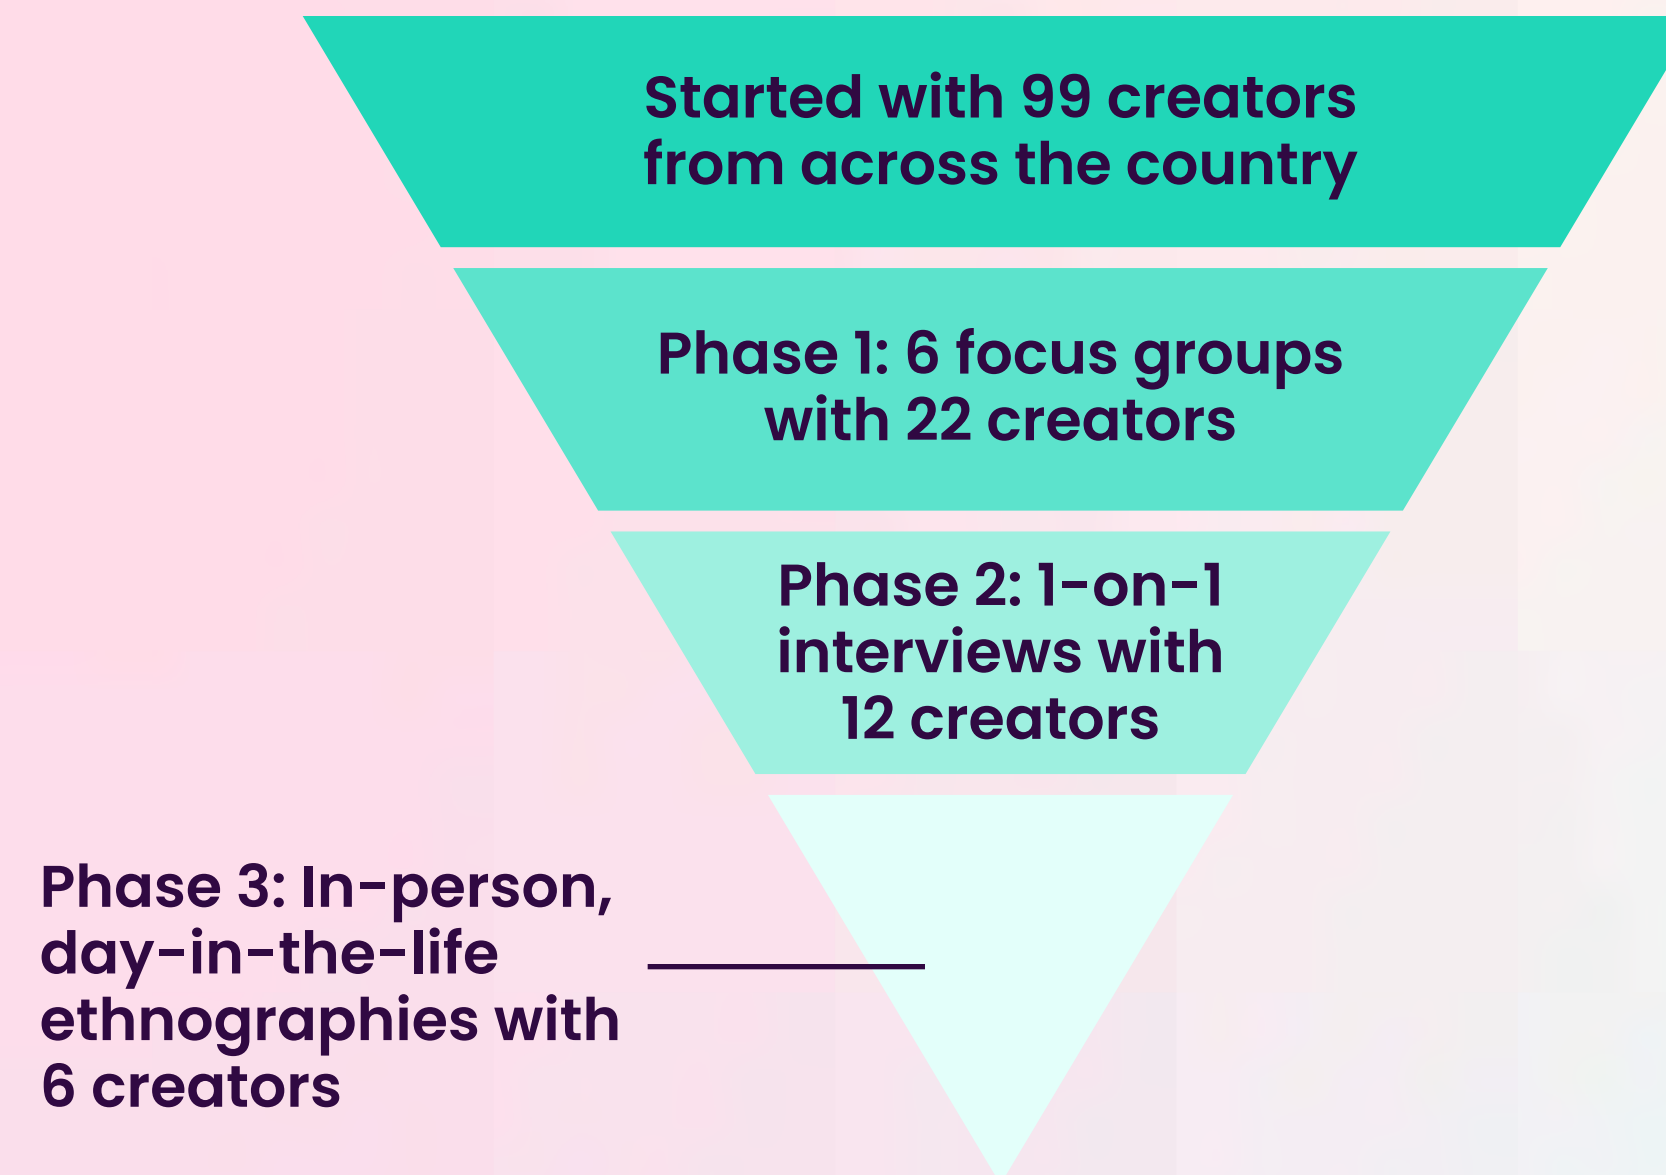 Started with 99 creators
from across the country
Phase 1: 6 focus groups
with 22 creators
Phase 2: 1-on-1
interviews with
12 creators
Phase 3: In-person,
day-in-the-life
ethnographies with
6 creators